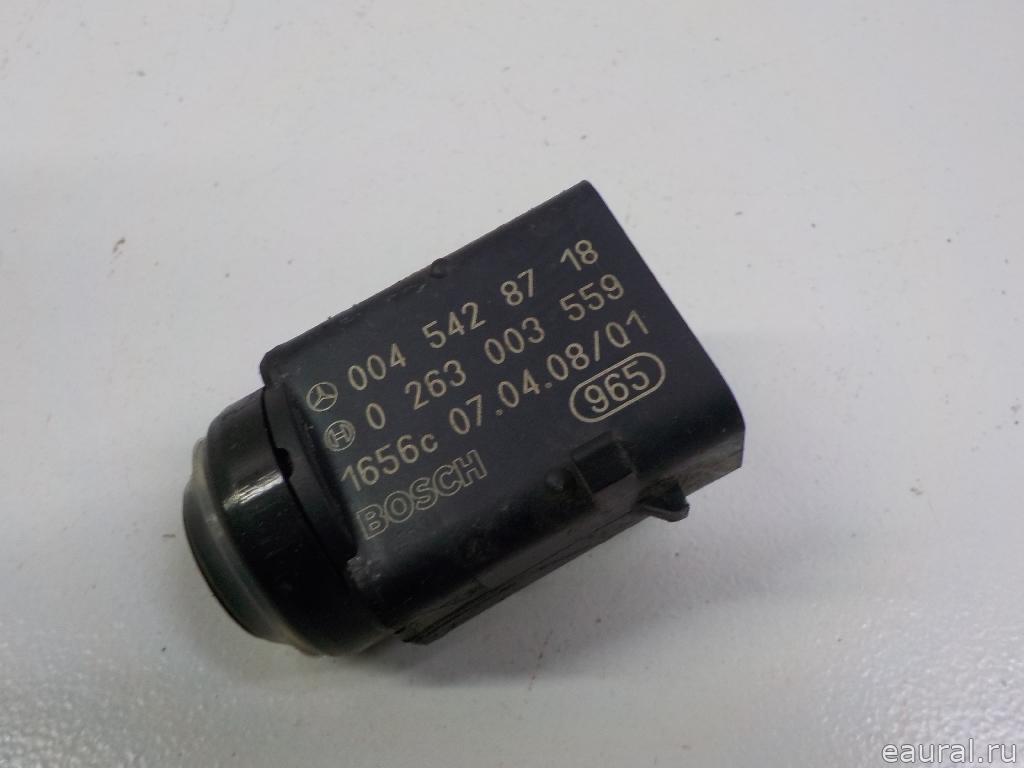 004 542 87 18
0 263 003 559
1656c 07.04.08/01
965
BOSCH
eaural.ru